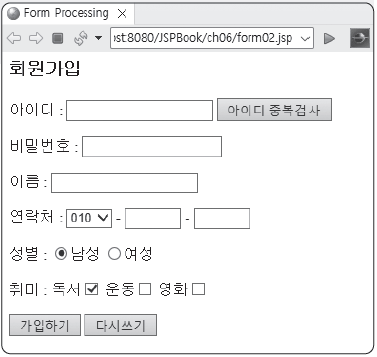 Form Processing
ost:8080/JSPBook/ch06/form02.jsp
회원가입
아이디 : 아이디 중복검사
비밀번호 :
이름 :
연락처 : 010 - -
성별 : 남성 여성
취미 : 독서 운동 영화
가입하기 다시쓰기